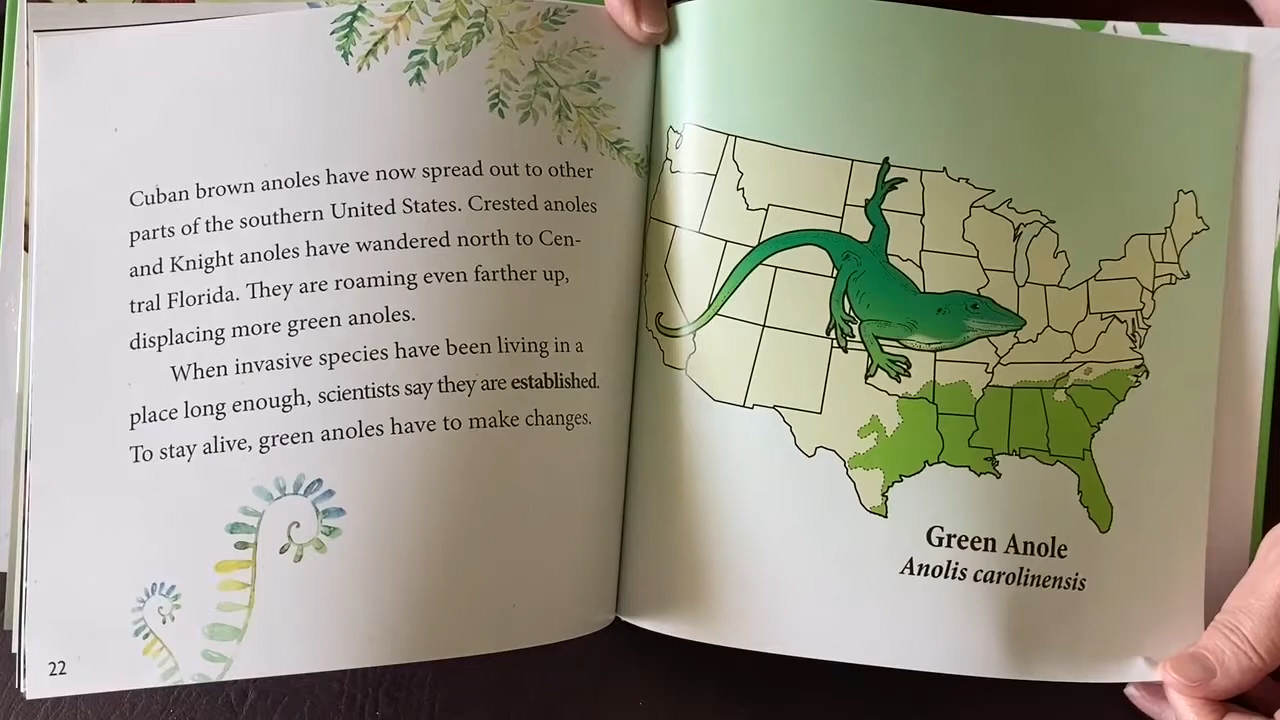 Cuban brown anoles have now spread out to other
parts of the southern United States. Crested anoles
and Knight anoles have wandered north to Cen-
tral Florida. They are roaming even farther up,
displacing more green anoles.
When invasive species have been living in a
place long enough, scientists say they are established.
To stay alive, green anoles have to make changes.
22
Green Anole
Anolis carolinensis